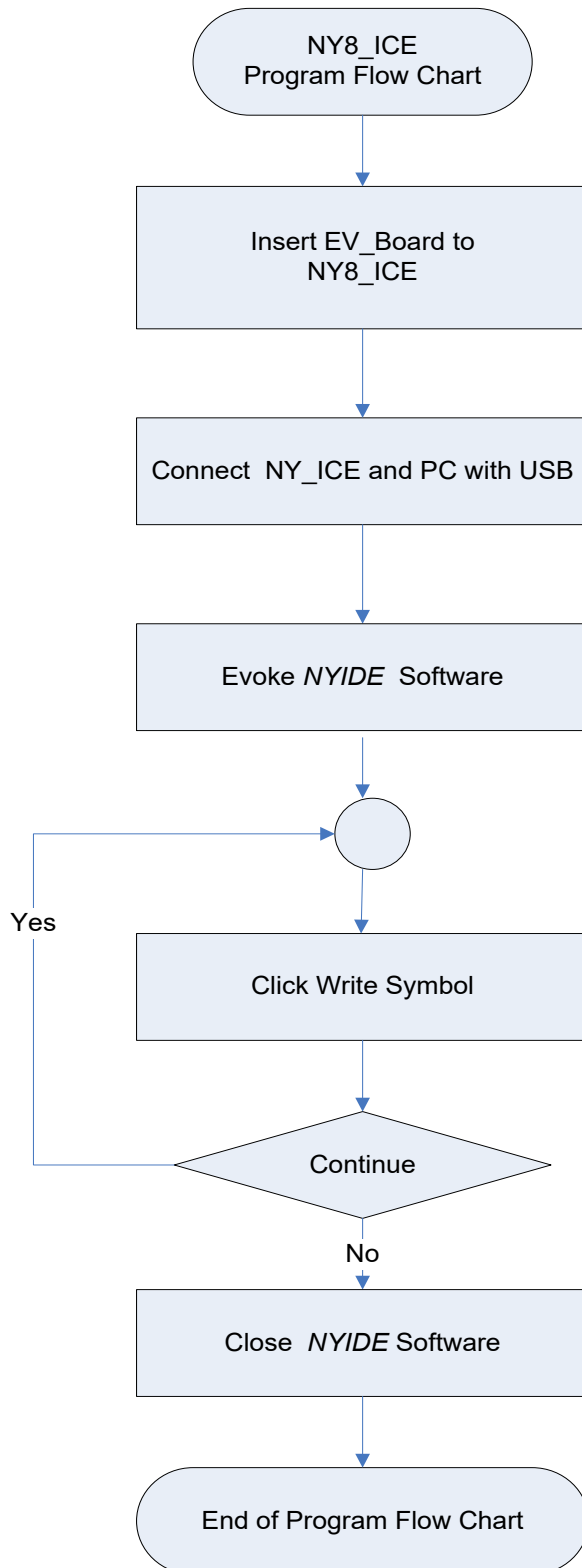 NY8_ICE
Program Flow Chart
Insert EV_Board to
NY8_ICE
Connect NY_ICE and PC with USB
Evoke NYIDE Software
Yes
Click Write Symbol
Continue
No
Close NYIDE Software
End of Program Flow Chart